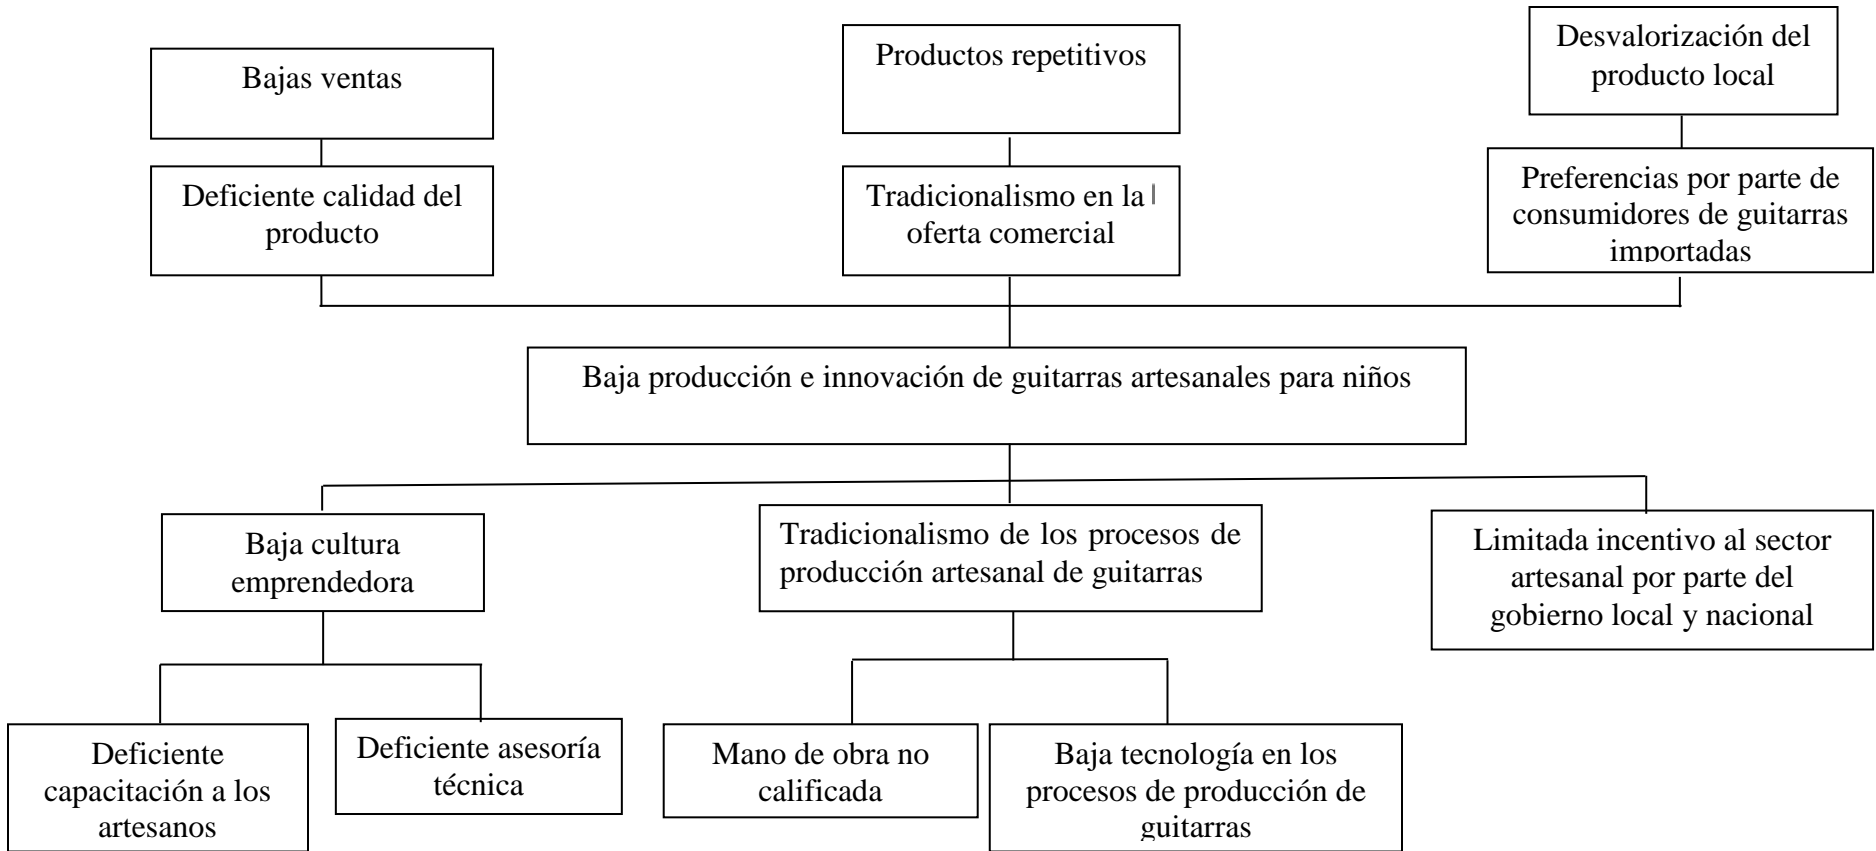 Bajas ventas
Productos repetitivos
Desvalorización del
producto local
Deficiente calidad del
producto
Tradicionalismo en la
oferta comercial
Preferencias por parte de
consumidores de guitarras
importadas
Baja producción e innovación de guitarras artesanales para niños
Baja cultura
emprendedora
Tradicionalismo de los procesos de
producción artesanal de guitarras
Limitada incentivo al sector
artesanal por parte del
gobierno local y nacional
Deficiente
capacitación a los
artesanos
Deficiente asesoría
técnica
Mano de obra no
calificada
Baja tecnología en los
procesos de producción de
guitarras